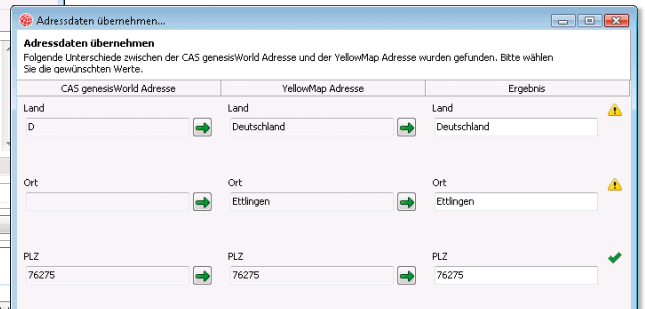 Adressdaten übernehmen...
Adressdaten übernehmen
Folgende Unterschiede zwischen der CAS genesisWorld Adresse und der YellowMap Adresse wurden gefunden. Bitte wählen
Sie die gewünschten Werte.
CAS genesisWorld Adresse YellowMap Adresse Ergebnis
Land Land Land
D Deutschland Deutschland
Ort Ort Ort
Ettlingen Ettlingen
PLZ PLZ PLZ
76275 76275 76275